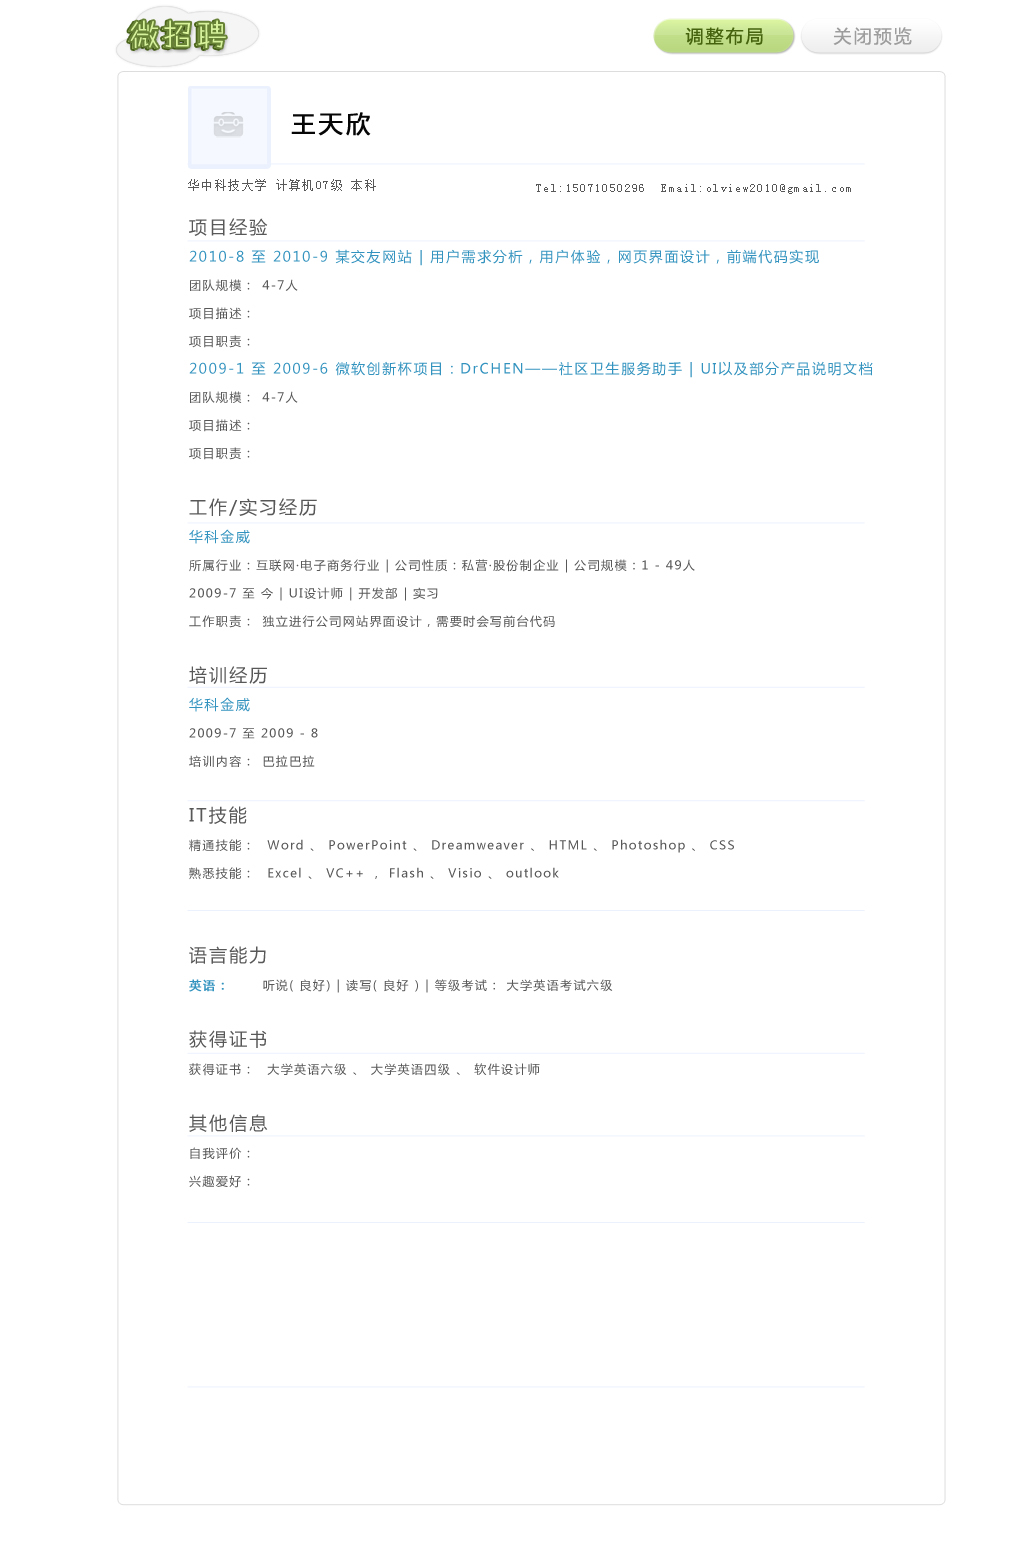 微招聘
调整布局 关闭预览
王天欣
华中科技大学 计算机07级 本科
Tel:15071050296 Email:olview2010@gmail.com
项目经验
2010-8 至 2010-9 某交友网站 | 用户需求分析，用户体验，网页界面设计，前端代码实现
团队规模： 4-7人
项目描述：
项目职责：
2009-1 至 2009-6 微软创新杯项目：DrCHEN——社区卫生服务助手 | UI以及部分产品说明文档
团队规模： 4-7人
项目描述：
项目职责：
工作/实习经历
华科金威
所属行业：互联网·电子商务行业 | 公司性质：私营·股份制企业 | 公司规模：1 - 49人
2009-7 至 今 | UI设计师 | 开发部 | 实习
工作职责： 独立进行公司网站界面设计，需要时会写前台代码
培训经历
华科金威
2009-7 至 2009 - 8
培训内容： 巴拉巴拉
IT技能
精通技能： Word 、 PowerPoint 、 Dreamweaver 、 HTML 、 Photoshop 、 CSS
熟悉技能： Excel 、 VC++ ， Flash 、 Visio 、 outlook
语言能力
英语： 听说( 良好) | 读写( 良好 ) | 等级考试： 大学英语考试六级
获得证书
获得证书： 大学英语六级 、 大学英语四级 、 软件设计师
其他信息
自我评价：
兴趣爱好：